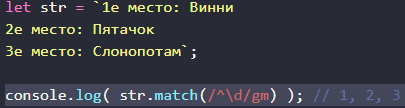 let str = `1е место: Винни
2е место: Пятачок
3е место: Слонопотам`;
console.log( str.match(/^\d/gm) ); // 1, 2, 3